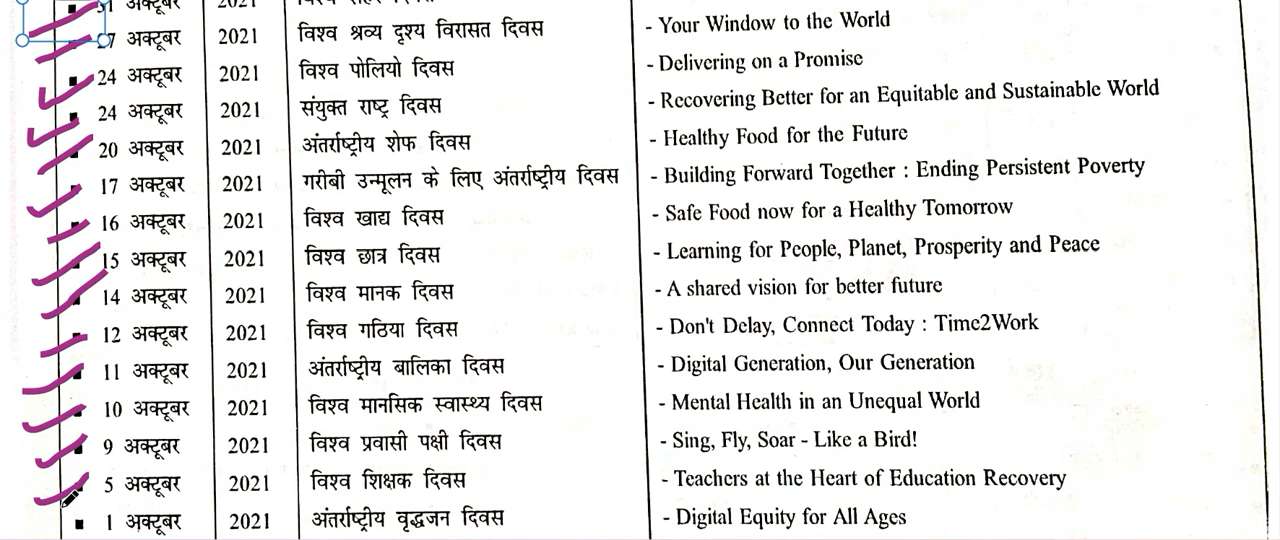 31 अक्टूबर 2021
27 अक्टूबर 2021 विश्व श्रव्य दृश्य विरासत दिवस - Your Window to the World
24 अक्टूबर 2021 विश्व पोलियो दिवस - Delivering on a Promise
24 अक्टूबर 2021 संयुक्त राष्ट्र दिवस - Recovering Better for an Equitable and Sustainable World
20 अक्टूबर 2021 अंतर्राष्ट्रीय शेफ दिवस - Healthy Food for the Future
17 अक्टूबर 2021 गरीबी उन्मूलन के लिए अंतर्राष्ट्रीय दिवस - Building Forward Together : Ending Persistent Poverty
16 अक्टूबर 2021 विश्व खाद्य दिवस - Safe Food now for a Healthy Tomorrow
15 अक्टूबर 2021 विश्व छात्र दिवस - Learning for People, Planet, Prosperity and Peace
14 अक्टूबर 2021 विश्व मानक दिवस - A shared vision for better future
12 अक्टूबर 2021 विश्व गठिया दिवस - Don't Delay, Connect Today : Time2Work
11 अक्टूबर 2021 अंतर्राष्ट्रीय बालिका दिवस - Digital Generation, Our Generation
10 अक्टूबर 2021 विश्व मानसिक स्वास्थ्य दिवस - Mental Health in an Unequal World
9 अक्टूबर 2021 विश्व प्रवासी पक्षी दिवस - Sing, Fly, Soar - Like a Bird!
5 अक्टूबर 2021 विश्व शिक्षक दिवस - Teachers at the Heart of Education Recovery
1 अक्टूबर 2021 अंतर्राष्ट्रीय वृद्धजन दिवस - Digital Equity for All Ages